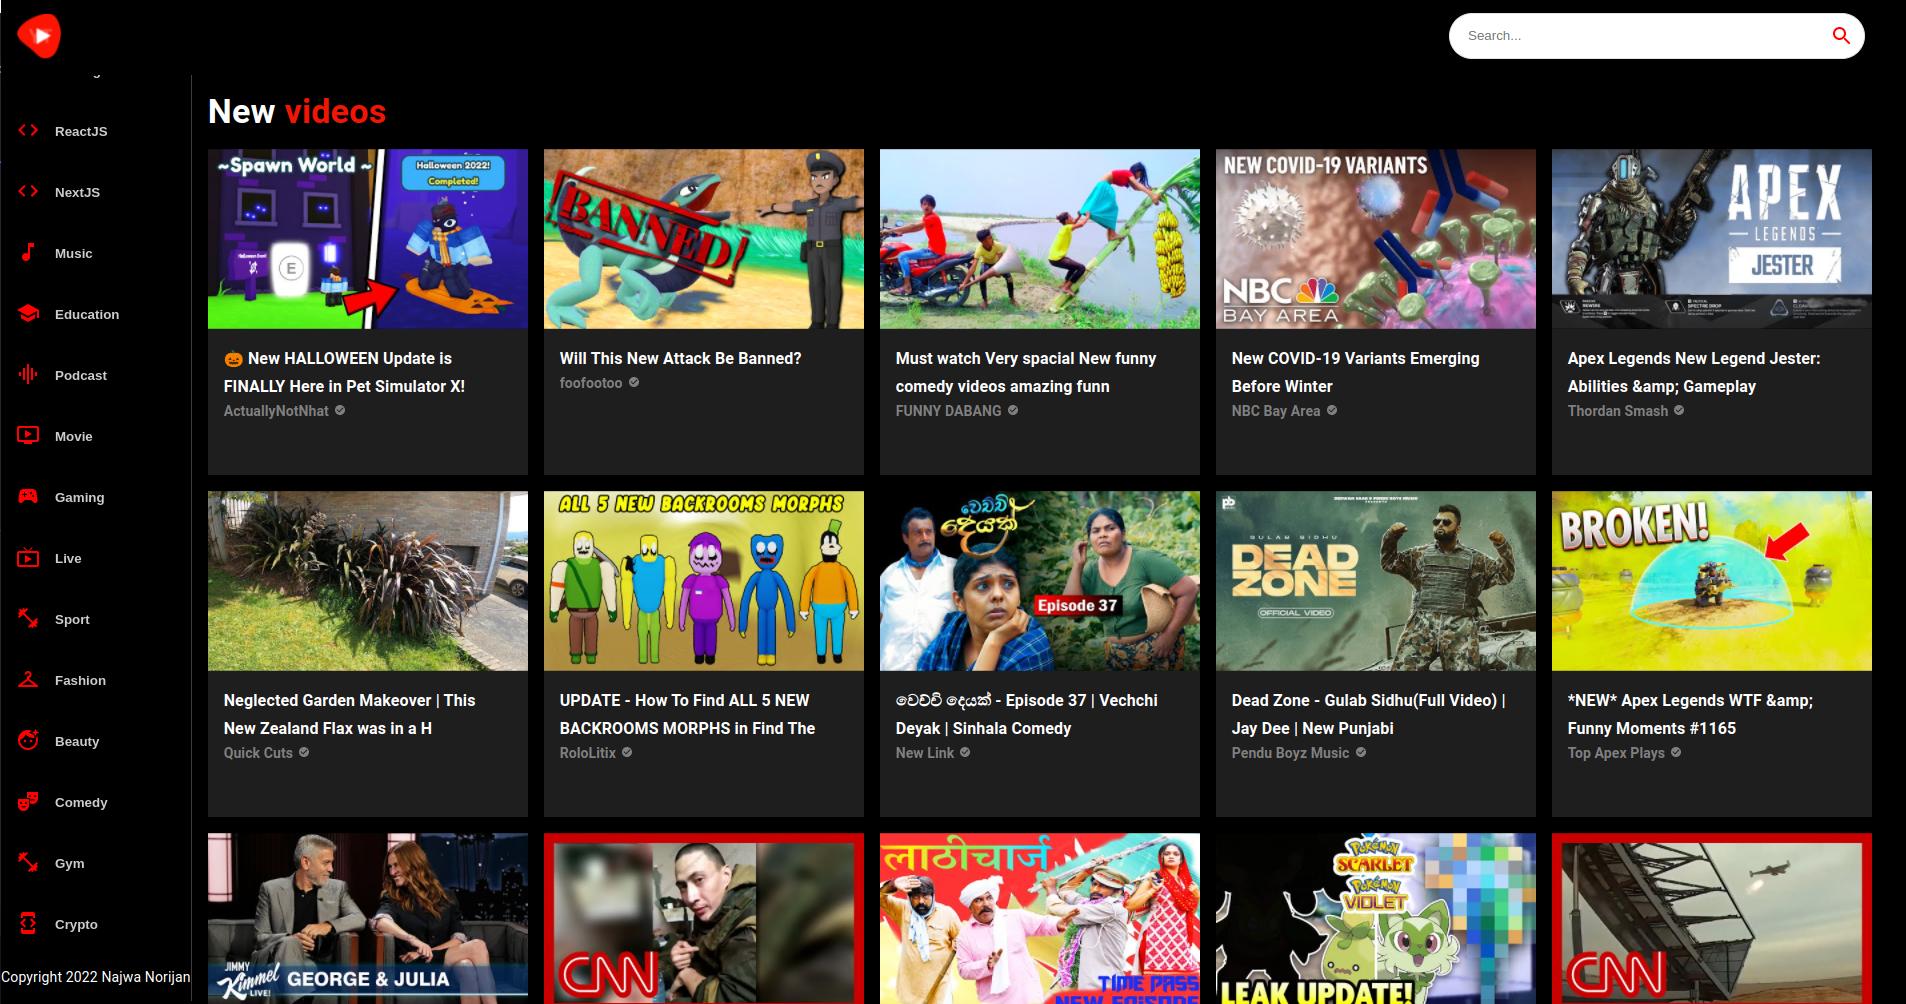 Search...
New videos
ReactJS
NextJS
Music
Education
Podcast
Movie
Gaming
Live
Sport
Fashion
Beauty
Comedy
Gym
Crypto
Copyright 2022 Najwa Norijan
~Spawn World ~
Halloween 2022!
Completed!
E
🎃 New HALLOWEEN Update is
FINALLY Here in Pet Simulator X!
ActuallyNotNhat
BANNED!
Will This New Attack Be Banned?
foofootoo
Must watch Very spacial New funny
comedy videos amazing funn
FUNNY DABANG
NEW COVID-19 VARIANTS
NBC
BAY AREA
New COVID-19 Variants Emerging
Before Winter
NBC Bay Area
APEX
LEGENDS
JESTER
Apex Legends New Legend Jester:
Abilities &amp; Gameplay
Thordan Smash
Neglected Garden Makeover | This
New Zealand Flax was in a H
Quick Cuts
ALL 5 NEW BACKROOMS MORPHS
UPDATE - How To Find ALL 5 NEW
BACKROOMS MORPHS in Find The
RoloLitix
වෙච්චි
දෙයක්
Episode 37
වෙච්චි දෙයක් - Episode 37 | Vechchi
Deyak | Sinhala Comedy
New Link
pb
GULAB SIDHU
DEAD
ZONE
OFFICIAL VIDEO
Dead Zone - Gulab Sidhu(Full Video) |
Jay Dee | New Punjabi
Pendu Boyz Music
BROKEN!
*NEW* Apex Legends WTF &amp;
Funny Moments #1165
Top Apex Plays
JIMMY
Kimmel
LIVE!
GEORGE & JULIA
CNN
लाठीचार्ज
TIME PASS
NEW EPISODE
POKÉMON
SCARLET
POKÉMON
VIOLET
LEAK UPDATE!
CNN